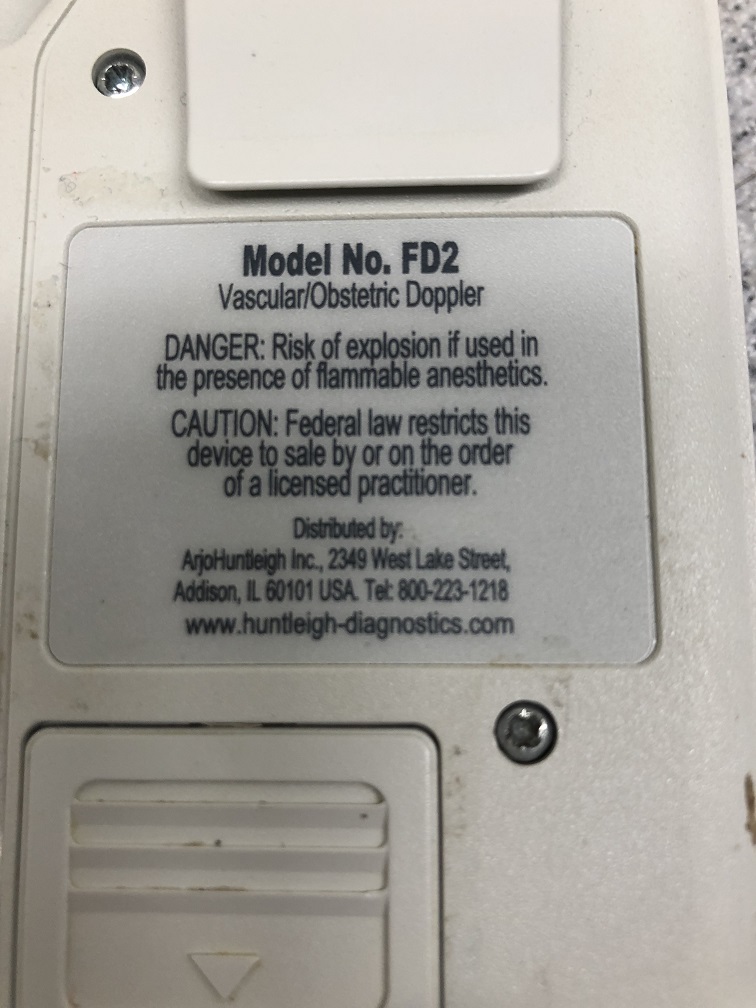 Model No. FD2
Vascular/Obstetric Doppler
DANGER: Risk of explosion if used in
the presence of flammable anesthetics.
CAUTION: Federal law restricts this
device to sale by or on the order
of a licensed practitioner.
Distributed by:
ArjoHuntleigh Inc., 2349 West Lake Street,
Addison, IL 60101 USA. Tel: 800-223-1218
www.huntleigh-diagnostics.com